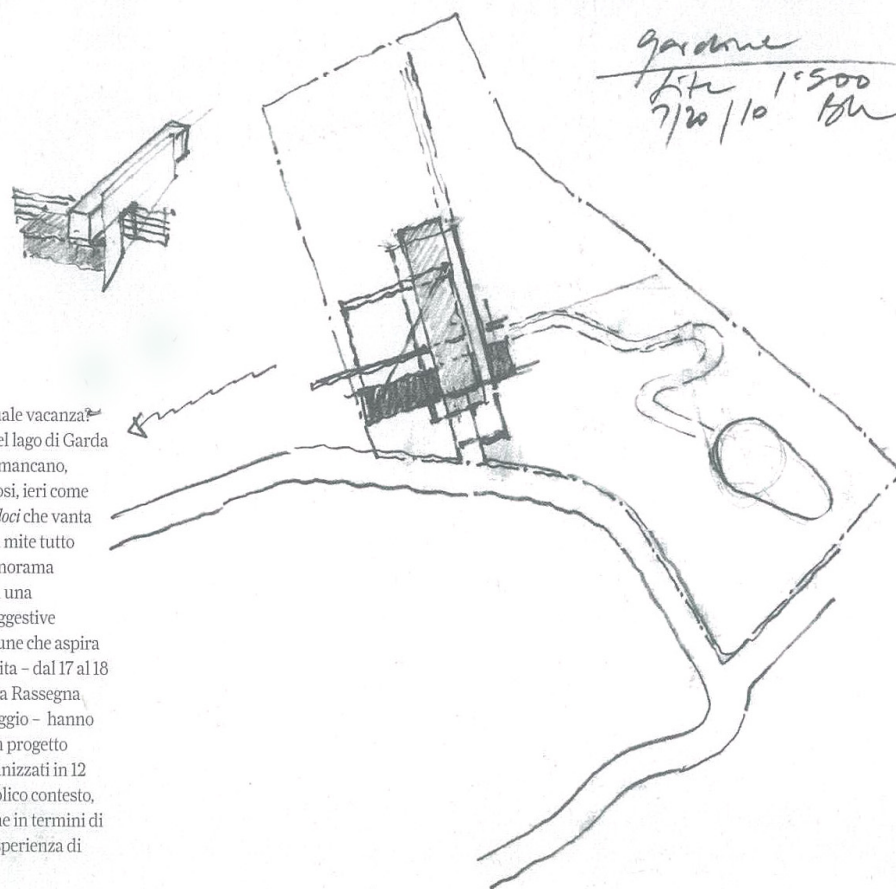 Gardone
Site 1:500
7/20/10
uale vacanza?
el lago di Garda
mancano,
osi, ieri come
loci che vanta
mite tutto
norama
una
ggestive
une che aspira
ita – dal 17 al 18
a Rassegna
ggio – hanno
n progetto
nizzati in 12
olico contesto,
ne in termini di
sperienza di